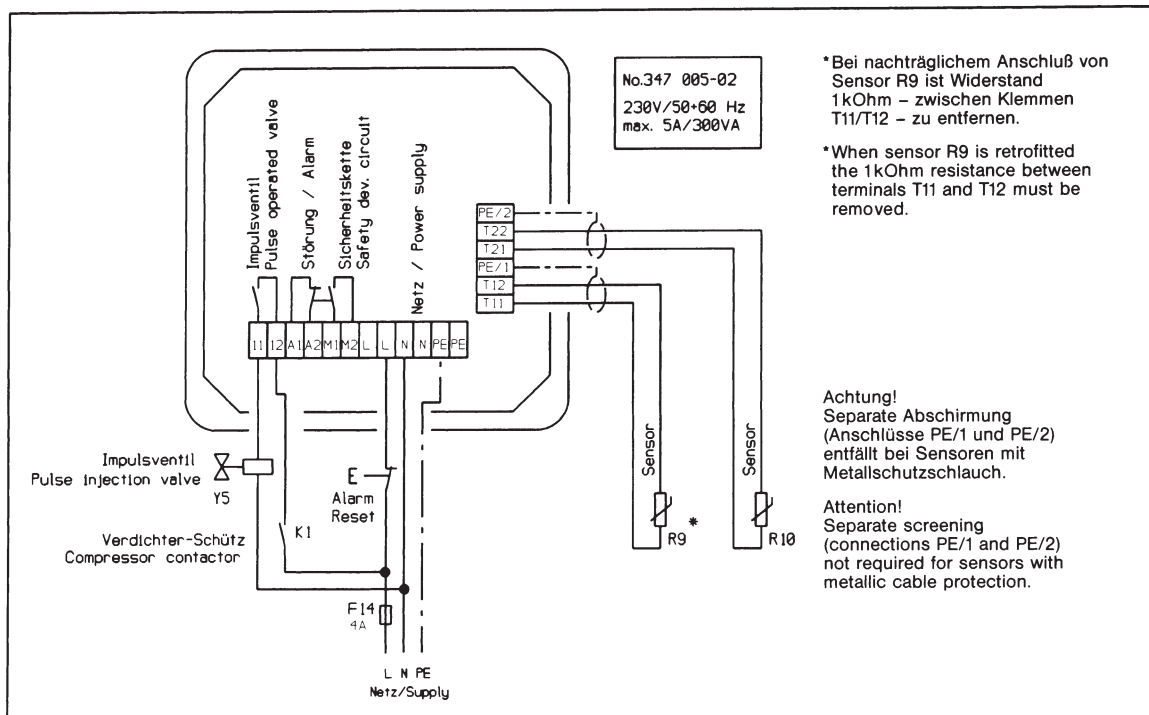 No.347 005-02
230V/50+60 Hz
max. 5A/300VA
*Bei nachträglichem Anschluß von
Sensor R9 ist Widerstand
1kOhm – zwischen Klemmen
T11/T12 – zu entfernen.
*When sensor R9 is retrofitted
the 1kOhm resistance between
terminals T11 and T12 must be
removed.
Impulsventil
Pulse operated valve
Störung / Alarm
Sicherheitskette
Safety dev. circuit
Netz / Power supply
PE/2
T22
T21
PE/1
T12
T11
11 12 A1 A2 M1 M2 L L N N PE PE
Impulsventil
Pulse injection valve
Y5
E
Alarm
Reset
Verdichter-Schütz
Compressor contactor
K1
F14
4A
L N PE
Netz/Supply
Sensor
R9 *
Sensor
R10
Achtung!
Separate Abschirmung
(Anschlüsse PE/1 und PE/2)
entfällt bei Sensoren mit
Metallschutzschlauch.
Attention!
Separate screening
(connections PE/1 and PE/2)
not required for sensors with
metallic cable protection.